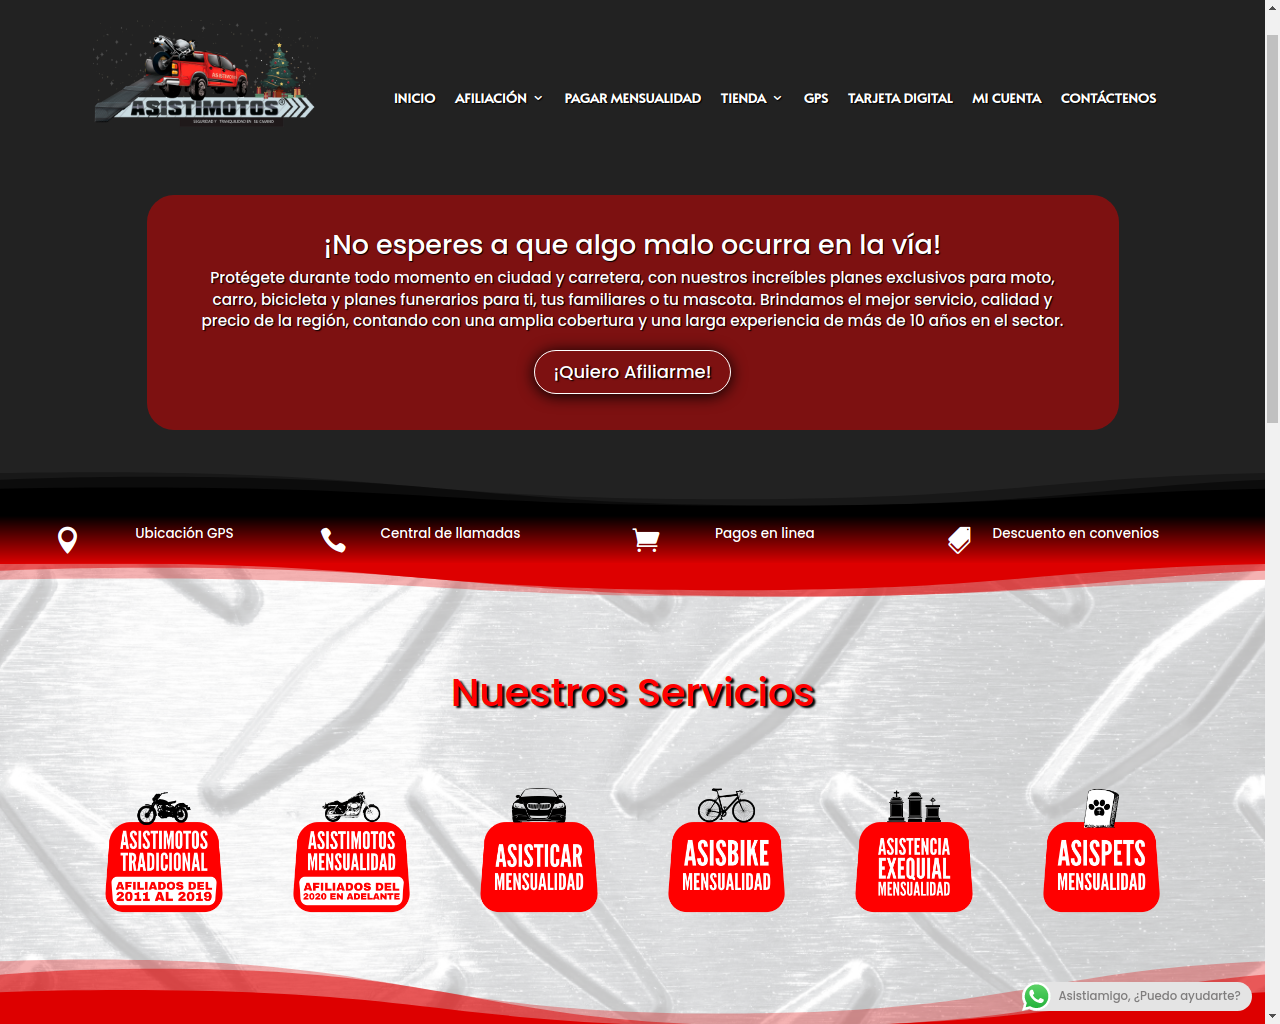 ASISTIMOTOS®
SEGURIDAD Y TRANQUILIDAD EN SU CAMINO
INICIO AFILIACIÓN PAGAR MENSUALIDAD TIENDA GPS TARJETA DIGITAL MI CUENTA CONTÁCTENOS
¡No esperes a que algo malo ocurra en la vía!
Protégete durante todo momento en ciudad y carretera, con nuestros increíbles planes exclusivos para moto,
carro, bicicleta y planes funerarios para ti, tus familiares o tu mascota. Brindamos el mejor servicio, calidad y
precio de la región, contando con una amplia cobertura y una larga experiencia de más de 10 años en el sector.
¡Quiero Afiliarme!
Ubicación GPS
Central de llamadas
Pagos en linea
Descuento en convenios
Nuestros Servicios
ASISTIMOTOS
TRADICIONAL
AFILIADOS DEL
2011 AL 2019
ASISTIMOTOS
MENSUALIDAD
AFILIADOS DEL
2020 EN ADELANTE
ASISTICAR
MENSUALIDAD
ASISBIKE
MENSUALIDAD
ASISTENCIA
EXEQUIAL
MENSUALIDAD
ASISPETS
MENSUALIDAD
Asistiamigo, ¿Puedo ayudarte?